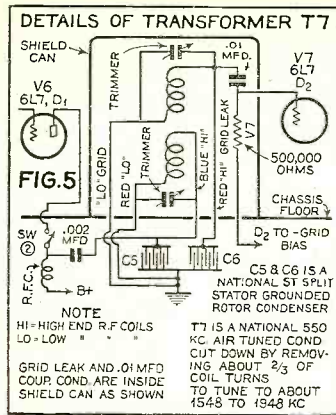 DETAILS OF TRANSFORMER T7
SHIELD
CAN
TRIMMER
.01
MFD.
V7
6L7
D2
V6
6L7, D1
FIG.5
"LO" GRID
RED "LO"
TRIMMER
BLUE "HI"
RED "HI"
GRID LEAK
V7
500,000
OHMS
CHASSIS
FLOOR
SW
2
.002
MFD
R.F.C.
B+
C5
C6
D2 TO -GRID
BIAS
C5 & C6 IS A
NATIONAL ST SPLIT
STATOR GROUNDED
ROTOR CONDENSER
NOTE
HI=HIGH END R.F COILS
LO=LOW " " "
GRID LEAK AND .01 MFD
COUP. COND. ARE INSIDE
SHIELD CAN AS SHOWN
T7 IS A NATIONAL 550
KC. AIR TUNED COND
CUT DOWN BY REMOV-
ING ABOUT 2/3 OF
COIL TURNS
TO TUNE TO ABOUT
1548 TO 1948 KC